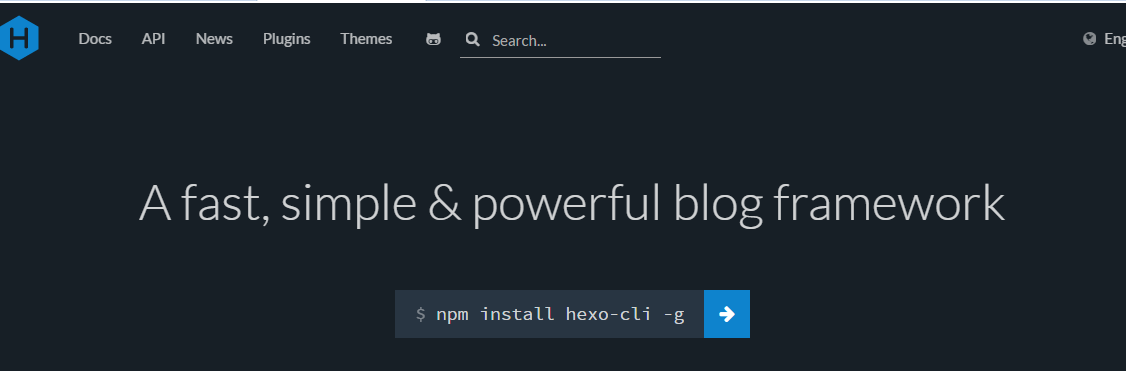 H Docs API News Plugins Themes Search... Eng
A fast, simple & powerful blog framework
$ npm install hexo-cli -g